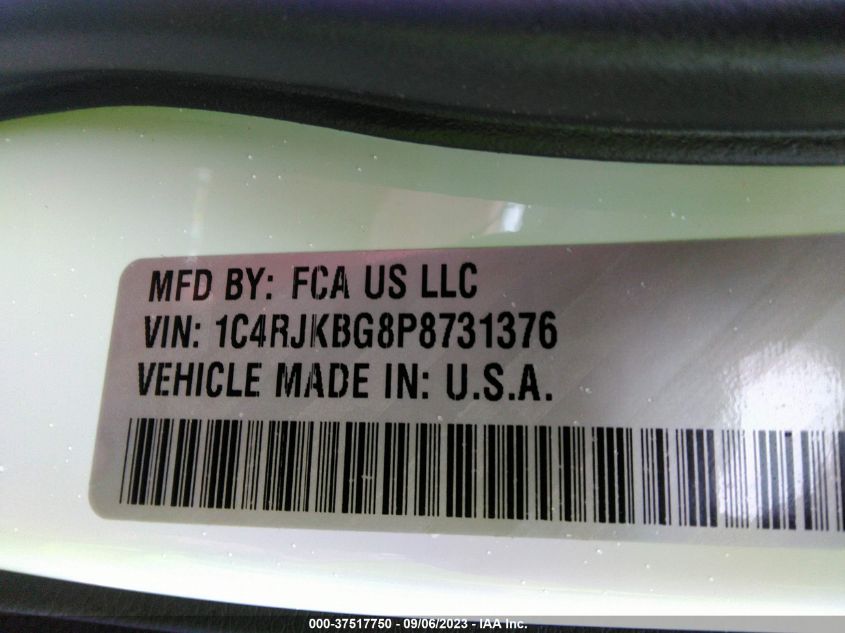 MFD BY: FCA US LLC
VIN: 1C4RJKBG8P8731376
VEHICLE MADE IN: U.S.A.
000-37517750 - 09/06/2023 - IAA Inc.